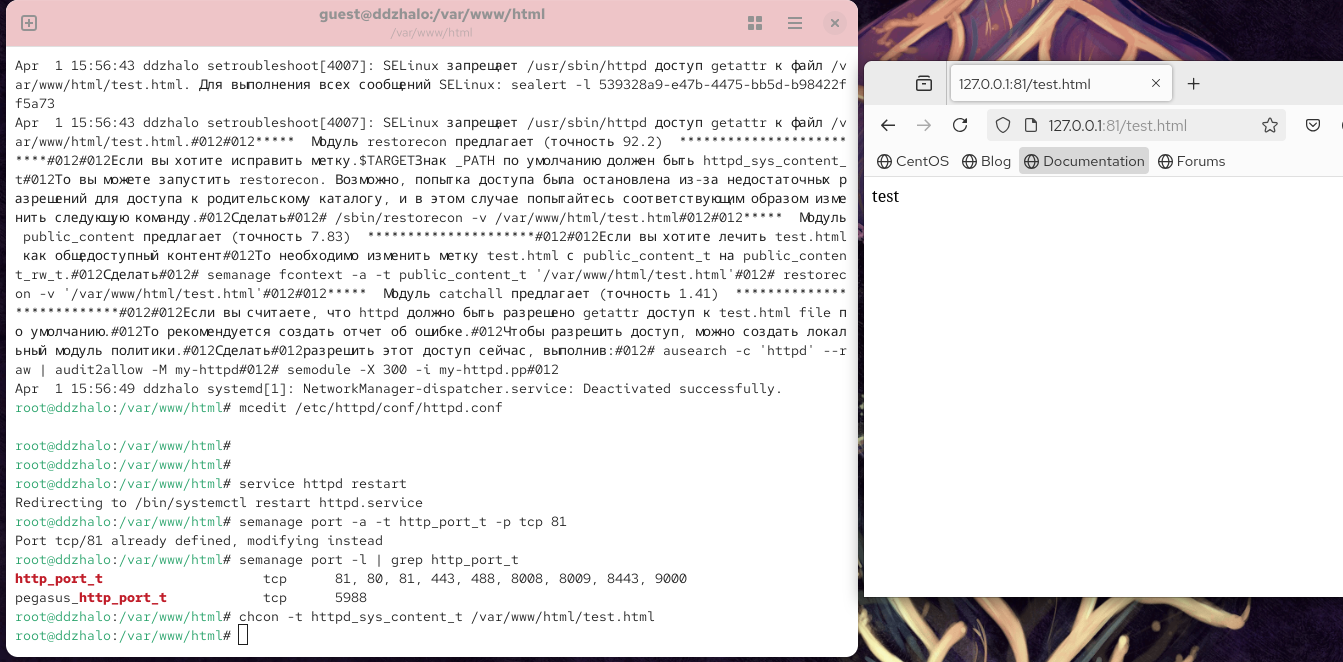 guest@ddzhalo:/var/www/html
/var/www/html
Apr  1 15:56:43 ddzhalo setroubleshoot[4007]: SELinux запрещает /usr/sbin/httpd доступ getattr к файл /v
ar/www/html/test.html. Для выполнения всех сообщений SELinux: sealert -l 539328a9-e47b-4475-bb5d-b98422f
f5a73
Apr  1 15:56:43 ddzhalo setroubleshoot[4007]: SELinux запрещает /usr/sbin/httpd доступ getattr к файл /v
ar/www/html/test.html.#012#012*****  Модуль restorecon предлагает (точность 92.2)  *********************
****#012#012Если вы хотите исправить метку.$TARGETЗнак _PATH по умолчанию должен быть httpd_sys_content_
t#012То вы можете запустить restorecon. Возможно, попытка доступа была остановлена из-за недостаточных р
азрешений для доступа к родительскому каталогу, и в этом случае попытайтесь соответствующим образом изме
нить следующую команду.#012Сделать#012# /sbin/restorecon -v /var/www/html/test.html#012#012*****  Модуль
 public_content предлагает (точность 7.83)  *********************#012#012Если вы хотите лечить test.html
 как общедоступный контент#012То необходимо изменить метку test.html с public_content_t на public_conten
t_rw_t.#012Сделать#012# semanage fcontext -a -t public_content_t '/var/www/html/test.html'#012# restorec
on -v '/var/www/html/test.html'#012#012*****  Модуль catchall предлагает (точность 1.41)  **************
*************#012#012Если вы считаете, что httpd должно быть разрешено getattr доступ к test.html file п
о умолчанию.#012То рекомендуется создать отчет об ошибке.#012Чтобы разрешить доступ, можно создать локал
ьный модуль политики.#012Сделать#012разрешить этот доступ сейчас, выполнив:#012# ausearch -c 'httpd' --r
aw | audit2allow -M my-httpd#012# semodule -X 300 -i my-httpd.pp#012
Apr  1 15:56:49 ddzhalo systemd[1]: NetworkManager-dispatcher.service: Deactivated successfully.
root@ddzhalo:/var/www/html# mcedit /etc/httpd/conf/httpd.conf
root@ddzhalo:/var/www/html#
root@ddzhalo:/var/www/html#
root@ddzhalo:/var/www/html# service httpd restart
Redirecting to /bin/systemctl restart httpd.service
root@ddzhalo:/var/www/html# semanage port -a -t http_port_t -p tcp 81
Port tcp/81 already defined, modifying instead
root@ddzhalo:/var/www/html# semanage port -l | grep http_port_t
http_port_t                    tcp      81, 80, 81, 443, 488, 8008, 8009, 8443, 9000
pegasus_http_port_t            tcp      5988
root@ddzhalo:/var/www/html# chcon -t httpd_sys_content_t /var/www/html/test.html
root@ddzhalo:/var/www/html#
127.0.0.1:81/test.html
127.0.0.1:81/test.html
CentOS Blog Documentation Forums
test